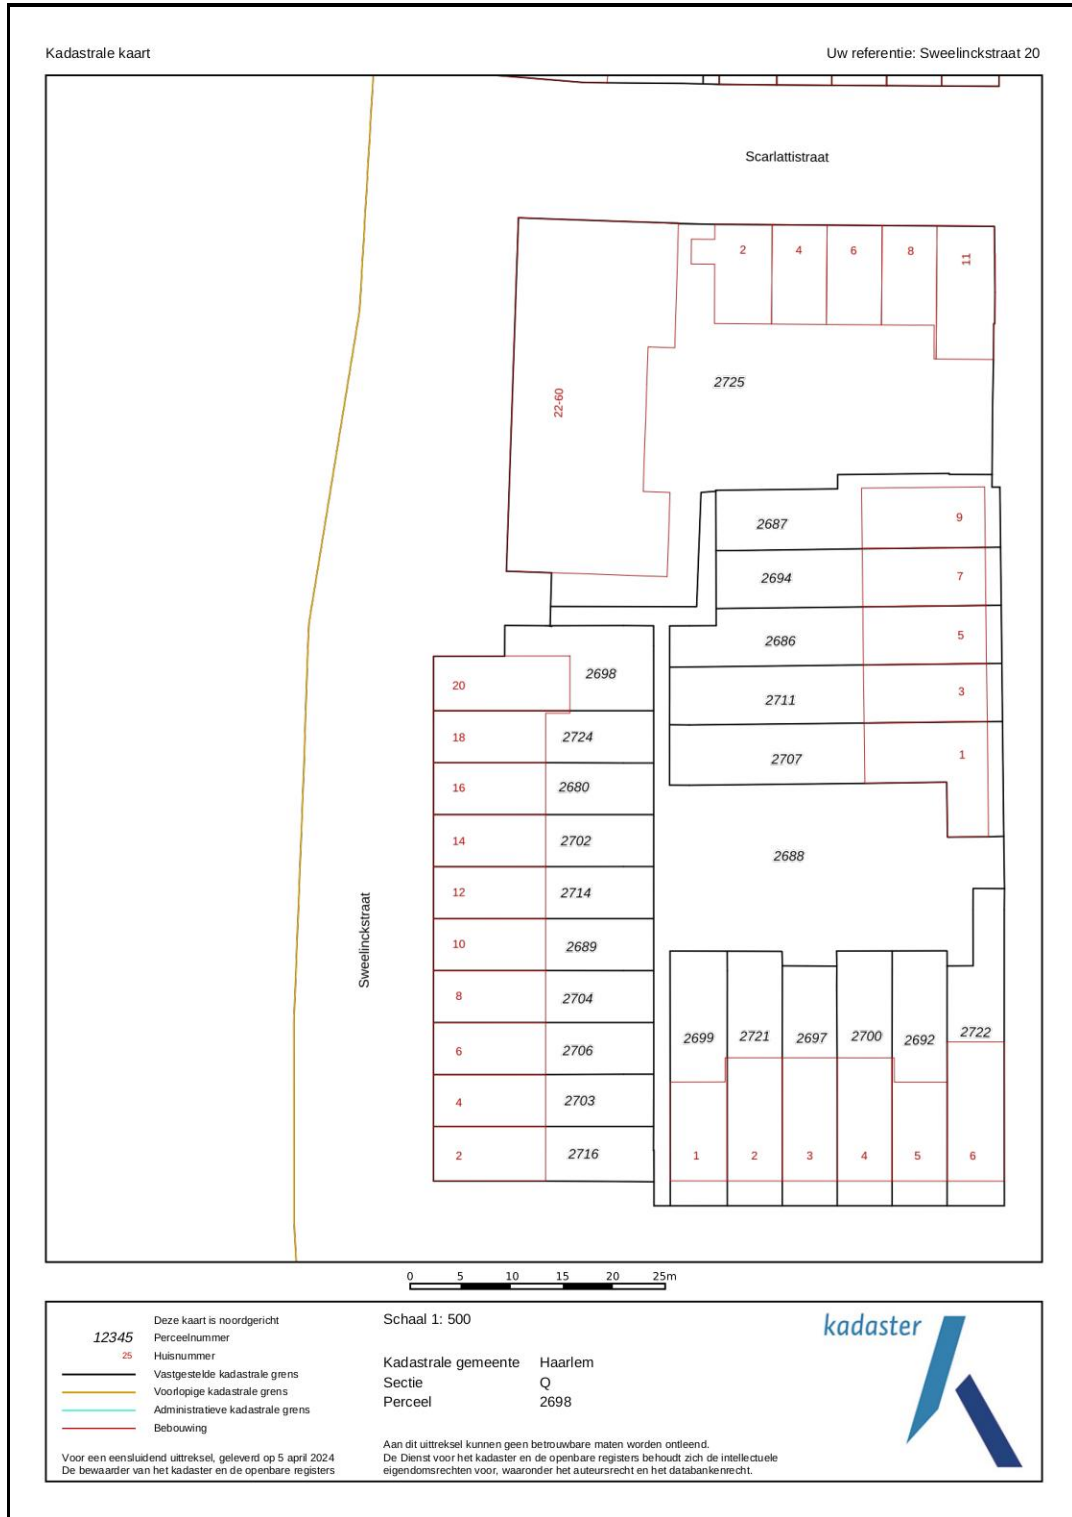 Kadastrale kaart
Uw referentie: Sweelinckstraat 20
Scarlattistraat
2
4
6
8
11
22-60
2725
2687
9
2694
7
2686
5
2711
3
2707
1
2698
20
18
2724
16
2680
14
2702
12
2714
10
2689
8
2704
6
2706
4
2703
2
2716
Sweelinckstraat
2688
2699
2721
2697
2700
2692
2722
1
2
3
4
5
6
0 5 10 15 20 25m
Deze kaart is noordgericht
12345 Perceelnummer
25 Huisnummer
Vastgestelde kadastrale grens
Voorlopige kadastrale grens
Administratieve kadastrale grens
Bebouwing
Voor een eensluidend uittreksel, geleverd op 5 april 2024
De bewaarder van het kadaster en de openbare registers
Schaal 1: 500
Kadastrale gemeente Haarlem
Sectie Q
Perceel 2698
Aan dit uittreksel kunnen geen betrouwbare maten worden ontleend.
De Dienst voor het kadaster en de openbare registers behoudt zich de intellectuele
eigendomsrechten voor, waaronder het auteursrecht en het databankenrecht.
kadaster